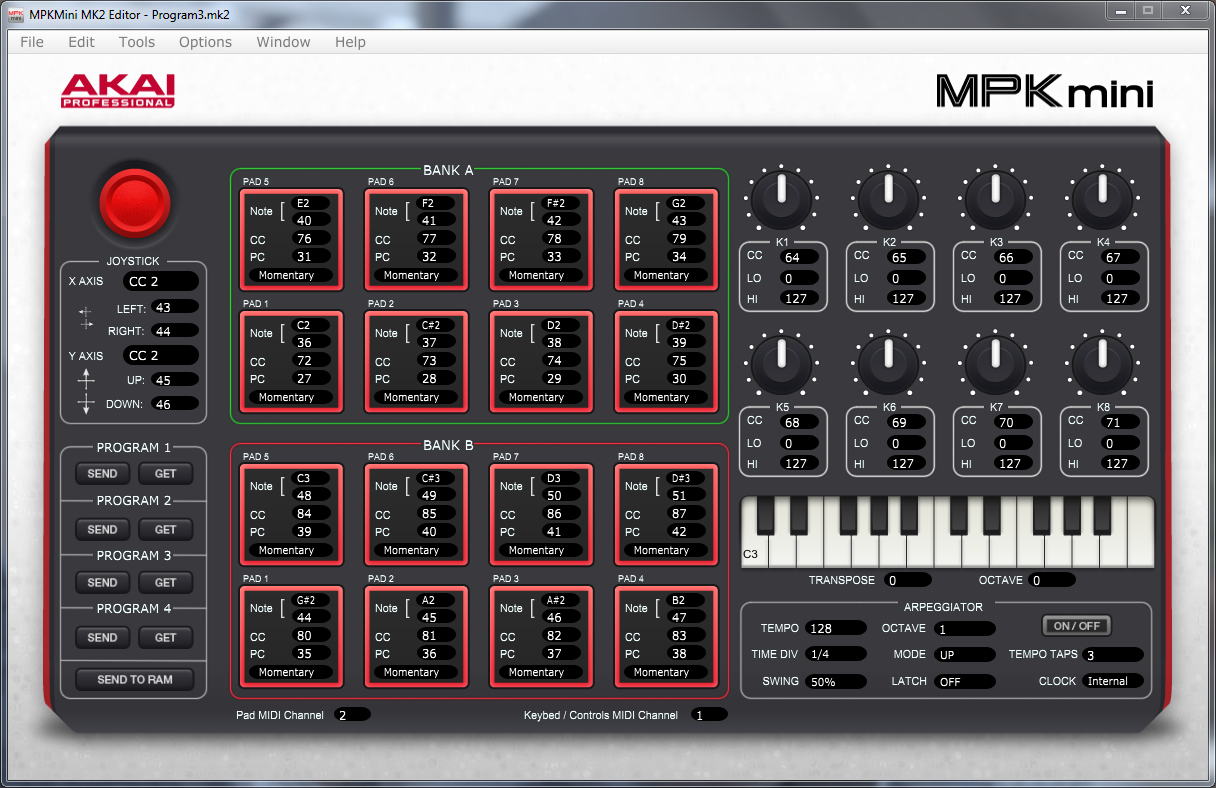 MPKMini MK2 Editor - Program3.mk2
File Edit Tools Options Window Help
AKAI
PROFESSIONAL
MPK mini
JOYSTICK
X AXIS CC 2
LEFT: 43
RIGHT: 44
Y AXIS CC 2
UP: 45
DOWN: 46
PROGRAM 1
SEND GET
PROGRAM 2
SEND GET
PROGRAM 3
SEND GET
PROGRAM 4
SEND GET
SEND TO RAM
BANK A
PAD 5 PAD 6 PAD 7 PAD 8
Note [ E2 Note [ F2 Note [ F#2 Note [ G2
40 41 42 43
CC 76 CC 77 CC 78 CC 79
PC 31 PC 32 PC 33 PC 34
Momentary Momentary Momentary Momentary
PAD 1 PAD 2 PAD 3 PAD 4
Note [ C2 Note [ C#2 Note [ D2 Note [ D#2
36 37 38 39
CC 72 CC 73 CC 74 CC 75
PC 27 PC 28 PC 29 PC 30
Momentary Momentary Momentary Momentary
BANK B
PAD 5 PAD 6 PAD 7 PAD 8
Note [ C3 Note [ C#3 Note [ D3 Note [ D#3
48 49 50 51
CC 84 CC 85 CC 86 CC 87
PC 39 PC 40 PC 41 PC 42
Momentary Momentary Momentary Momentary
PAD 1 PAD 2 PAD 3 PAD 4
Note [ G#2 Note [ A2 Note [ A#2 Note [ B2
44 45 46 47
CC 80 CC 81 CC 82 CC 83
PC 35 PC 36 PC 37 PC 38
Momentary Momentary Momentary Momentary
Pad MIDI Channel 2 Keybed / Controls MIDI Channel 1
K1 K2 K3 K4
CC 64 CC 65 CC 66 CC 67
LO 0 LO 0 LO 0 LO 0
HI 127 HI 127 HI 127 HI 127
K5 K6 K7 K8
CC 68 CC 69 CC 70 CC 71
LO 0 LO 0 LO 0 LO 0
HI 127 HI 127 HI 127 HI 127
C3
TRANSPOSE 0 OCTAVE 0
ARPEGGIATOR
TEMPO 128 OCTAVE 1 ON / OFF
TIME DIV 1/4 MODE UP TEMPO TAPS 3
SWING 50% LATCH OFF CLOCK Internal